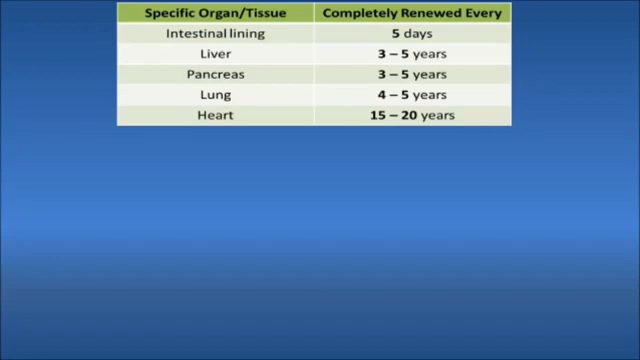 Specific Organ/Tissue Completely Renewed Every
Intestinal lining 5 days
Liver 3 – 5 years
Pancreas 3 – 5 years
Lung 4 – 5 years
Heart 15 – 20 years